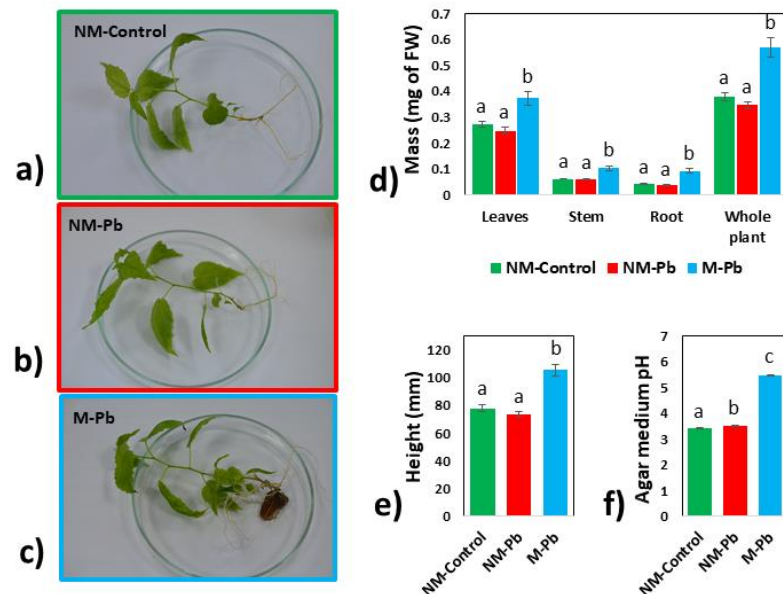 NM-Control
a)
NM-Pb
b)
M-Pb
c)
d)
Mass (mg of FW)
0.7
0.6
0.5
0.4
0.3
0.2
0.1
0
a a b
a a b
a a b
a a b
Leaves Stem Root Whole
plant
NM-Control NM-Pb M-Pb
e)
Height (mm)
120
100
80
60
40
20
0
a a b
NM-Control NM-Pb M-Pb
f)
Agar medium pH
7
6
5
4
3
2
1
0
a b c
NM-Control NM-Pb M-Pb